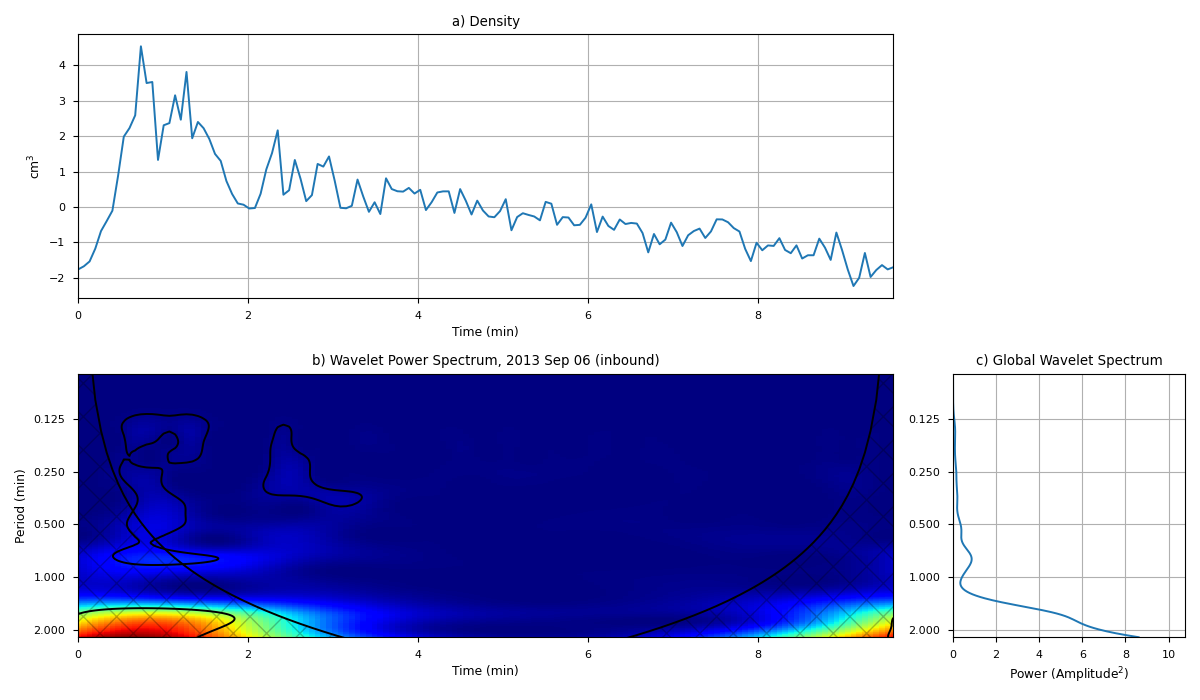 a) Density
cm³
4
3
2
1
0
−1
−2
0 2 4 6 8
Time (min)
b) Wavelet Power Spectrum, 2013 Sep 06 (inbound)
Period (min)
0.125
0.250
0.500
1.000
2.000
0 2 4 6 8
Time (min)
c) Global Wavelet Spectrum
0.125
0.250
0.500
1.000
2.000
0 2 4 6 8 10
Power (Amplitude²)